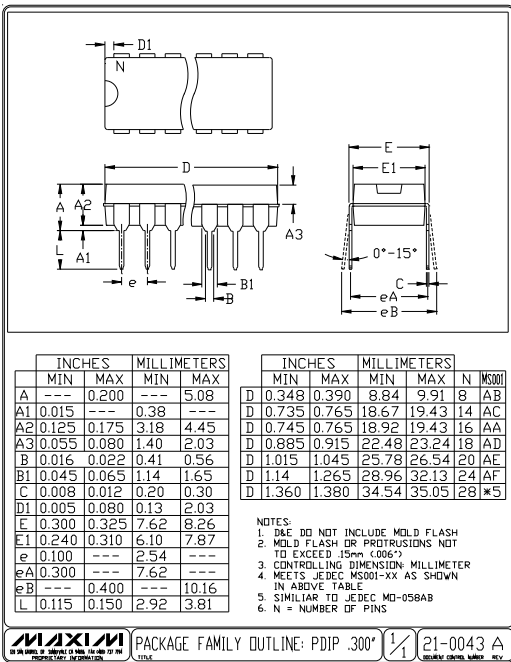 D1
N
D
E
E1
A
A2
A3
L
A1
e
B1
B
0°-15°
C
eA
eB
INCHES MILLIMETERS
MIN MAX MIN MAX
A --- 0.200 --- 5.08
A1 0.015 --- 0.38 ---
A2 0.125 0.175 3.18 4.45
A3 0.055 0.080 1.40 2.03
B 0.016 0.022 0.41 0.56
B1 0.045 0.065 1.14 1.65
C 0.008 0.012 0.20 0.30
D1 0.005 0.080 0.13 2.03
E 0.300 0.325 7.62 8.26
E1 0.240 0.310 6.10 7.87
e 0.100 --- 2.54 ---
eA 0.300 --- 7.62 ---
eB --- 0.400 --- 10.16
L 0.115 0.150 2.92 3.81
INCHES MILLIMETERS
MIN MAX MIN MAX N MS001
D 0.348 0.390 8.84 9.91 8 AB
D 0.735 0.765 18.67 19.43 14 AC
D 0.745 0.765 18.92 19.43 16 AA
D 0.885 0.915 22.48 23.24 18 AD
D 1.015 1.045 25.78 26.54 20 AE
D 1.14 1.265 28.96 32.13 24 AF
D 1.360 1.380 34.54 35.05 28 *5
NOTES:
1. D&E DO NOT INCLUDE MOLD FLASH
2. MOLD FLASH OR PROTRUSIONS NOT
TO EXCEED .15mm (.006")
3. CONTROLLING DIMENSION: MILLIMETER
4. MEETS JEDEC MS001-XX AS SHOWN
IN ABOVE TABLE
5. SIMILIAR TO JEDEC MO-058AB
6. N = NUMBER OF PINS
MAXIM
PROPRIETARY INFORMATION
PACKAGE FAMILY OUTLINE: PDIP .300"
TITLE
1/1
21-0043 A
DOCUMENT CONTROL NUMBER REV